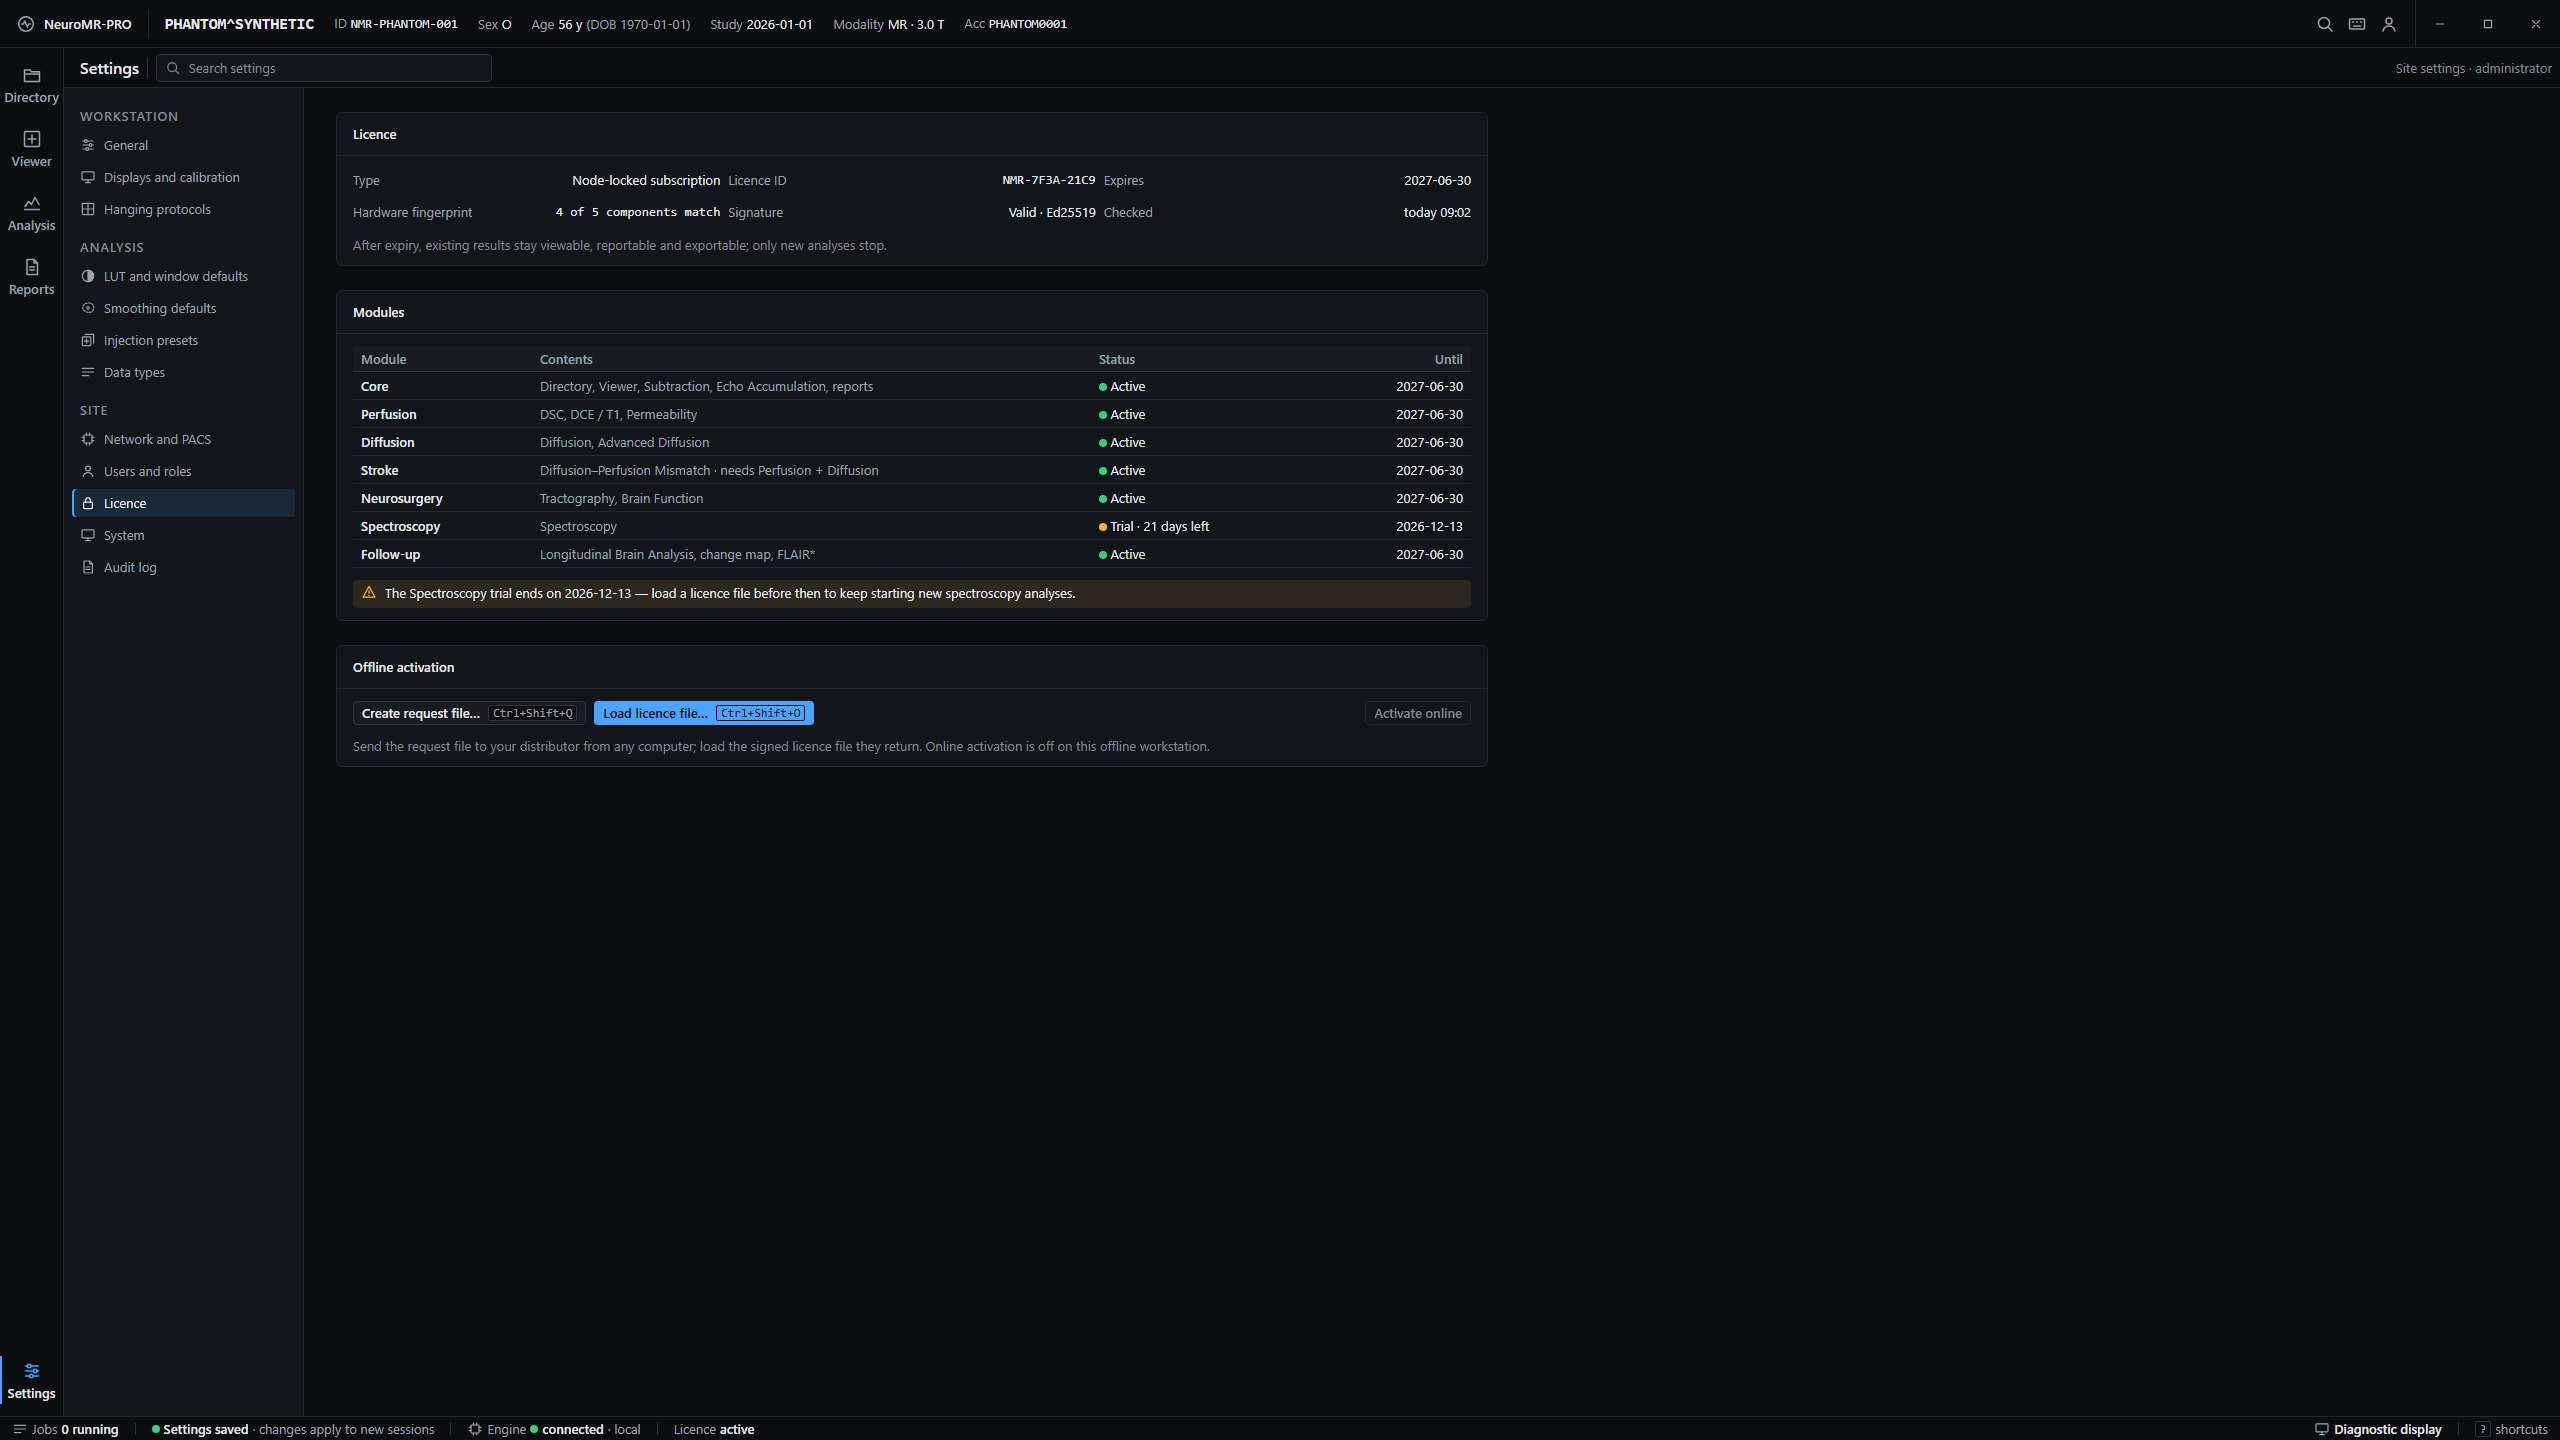 NeuroMR-PRO PHANTOM^SYNTHETIC ID NMR-PHANTOM-001 Sex O Age 56 y (DOB 1970-01-01) Study 2026-01-01 Modality MR · 3.0 T Acc PHANTOM0001
Directory
Viewer
Analysis
Reports
Settings
Settings Search settings Site settings · administrator
WORKSTATION
General
Displays and calibration
Hanging protocols
ANALYSIS
LUT and window defaults
Smoothing defaults
Injection presets
Data types
SITE
Network and PACS
Users and roles
Licence
System
Audit log
Licence
Type Node-locked subscription Licence ID NMR-7F3A-21C9 Expires 2027-06-30
Hardware fingerprint 4 of 5 components match Signature Valid · Ed25519 Checked today 09:02
After expiry, existing results stay viewable, reportable and exportable; only new analyses stop.
Modules
Module Contents Status Until
Core Directory, Viewer, Subtraction, Echo Accumulation, reports Active 2027-06-30
Perfusion DSC, DCE / T1, Permeability Active 2027-06-30
Diffusion Diffusion, Advanced Diffusion Active 2027-06-30
Stroke Diffusion–Perfusion Mismatch · needs Perfusion + Diffusion Active 2027-06-30
Neurosurgery Tractography, Brain Function Active 2027-06-30
Spectroscopy Spectroscopy Trial · 21 days left 2026-12-13
Follow-up Longitudinal Brain Analysis, change map, FLAIR* Active 2027-06-30
The Spectroscopy trial ends on 2026-12-13 — load a licence file before then to keep starting new spectroscopy analyses.
Offline activation
Create request file... Ctrl+Shift+Q Load licence file... Ctrl+Shift+O Activate online
Send the request file to your distributor from any computer; load the signed licence file they return. Online activation is off on this offline workstation.
Jobs 0 running Settings saved · changes apply to new sessions Engine connected · local Licence active Diagnostic display ? shortcuts